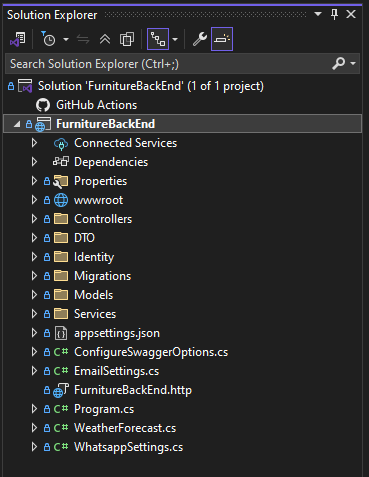 Solution Explorer
Search Solution Explorer (Ctrl+;)
Solution 'FurnitureBackEnd' (1 of 1 project)
GitHub Actions
FurnitureBackEnd
Connected Services
Dependencies
Properties
wwwroot
Controllers
DTO
Identity
Migrations
Models
Services
appsettings.json
C# ConfigureSwaggerOptions.cs
C# EmailSettings.cs
FurnitureBackEnd.http
C# Program.cs
C# WeatherForecast.cs
C# WhatsappSettings.cs